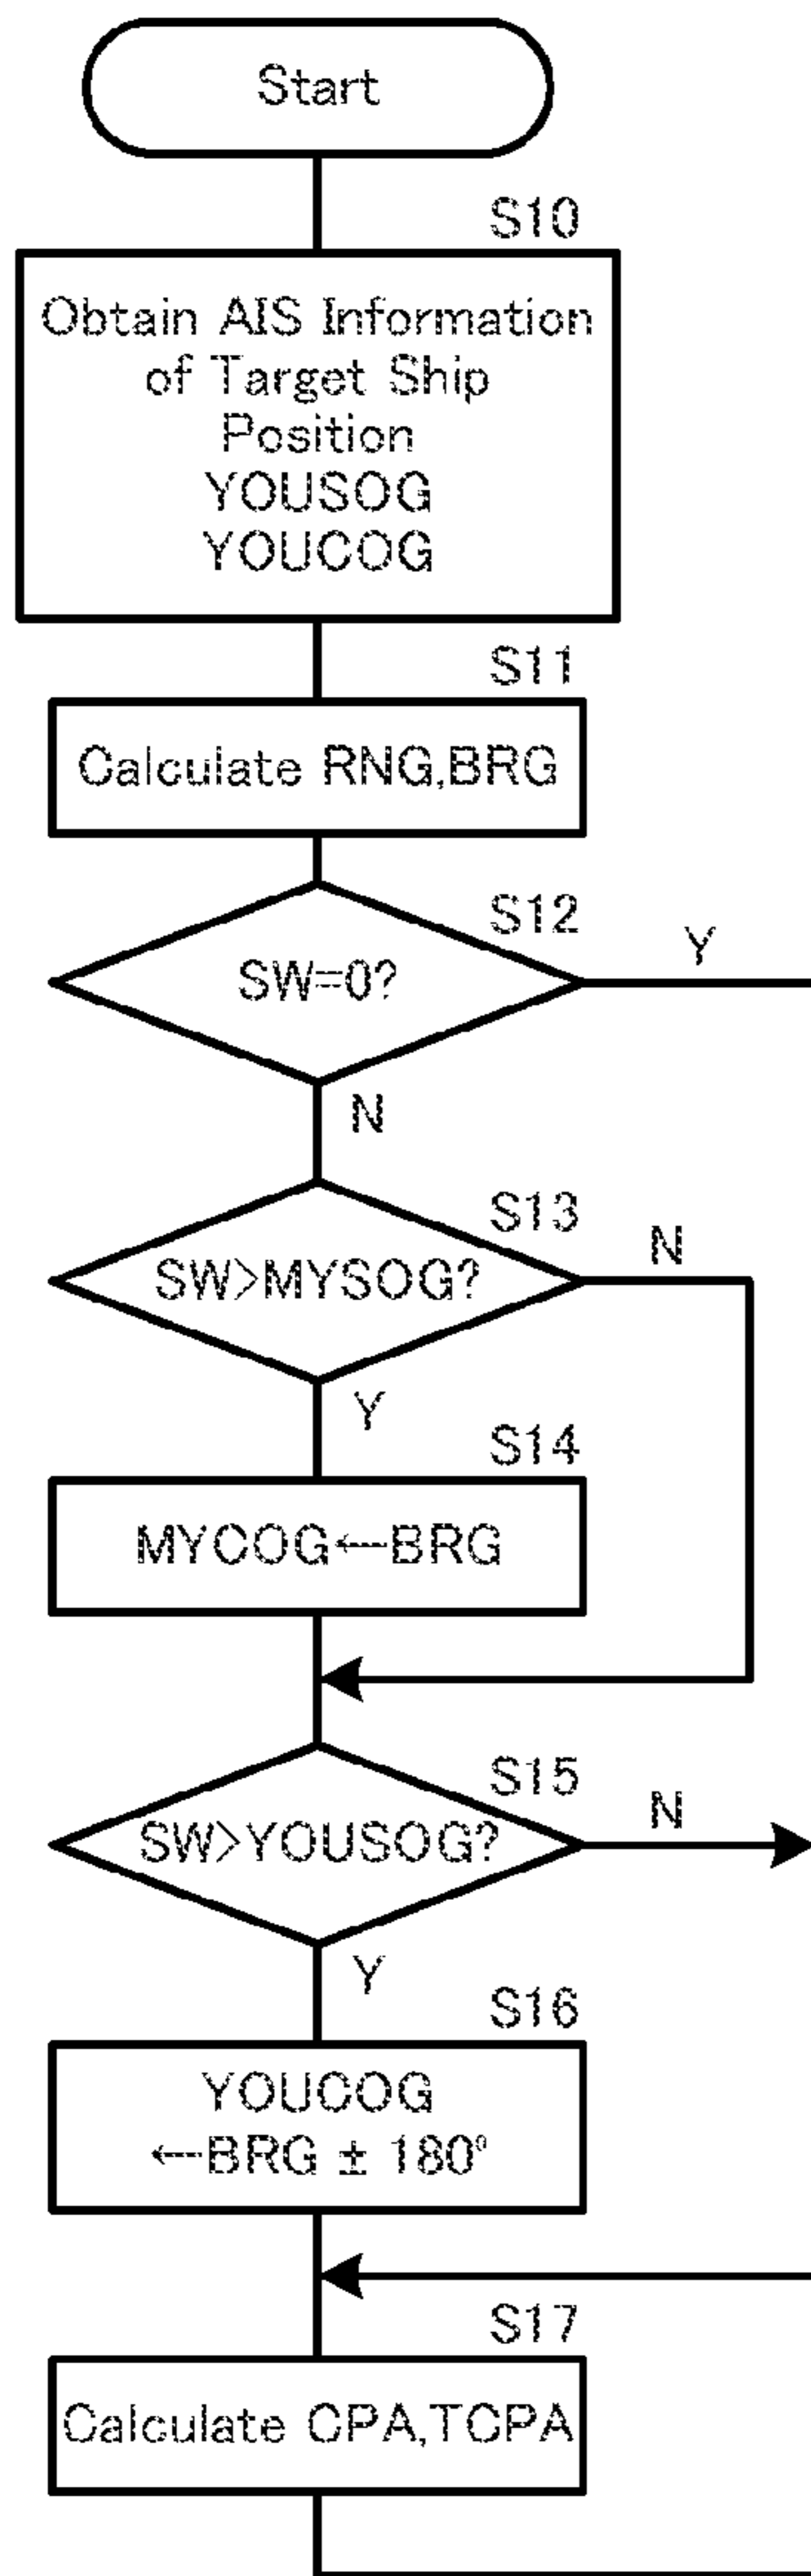 Start
S10
Obtain AIS Information
of Target Ship
Position
YOUSOG
YOUCOG
S11
Calculate RNG,BRG
S12
SW=0?
Y
N
S13
SW>MYSOG?
N
Y
S14
MYCOG←BRG
S15
SW>YOUSOG?
N
Y
S16
YOUCOG
←BRG ± 180°
S17
Calculate CPA,TCPA